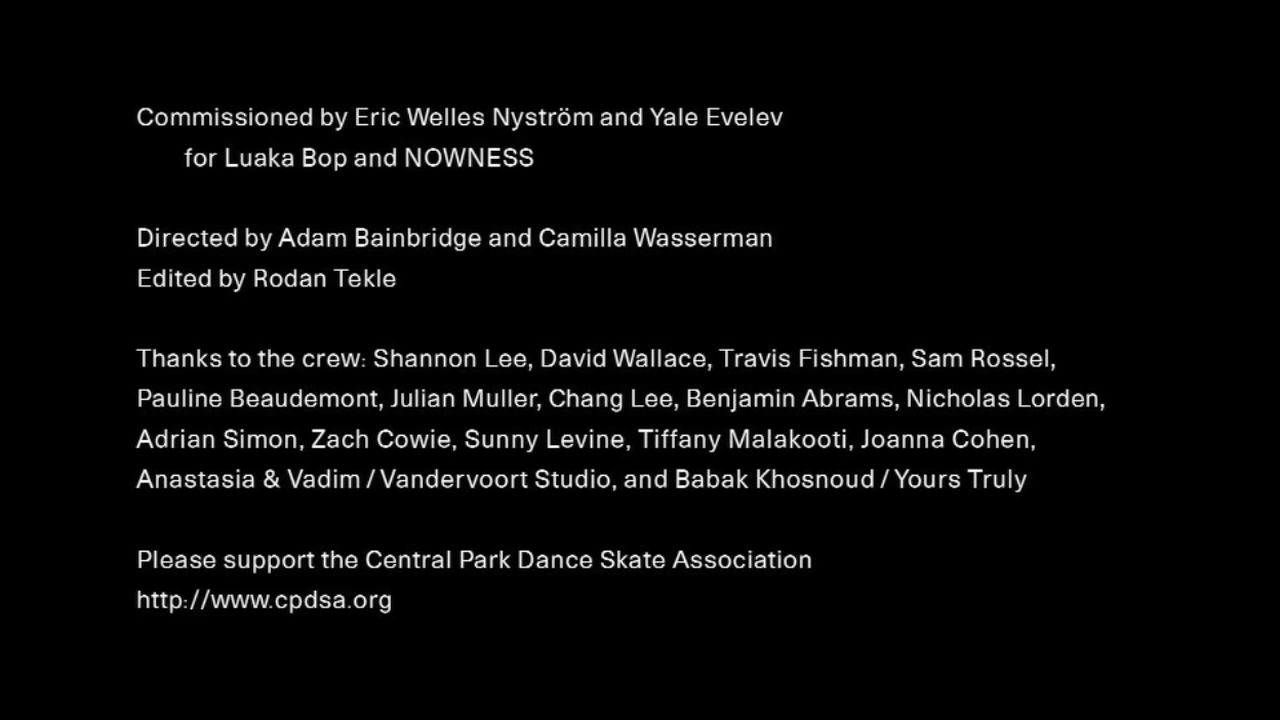 Commissioned by Eric Welles Nyström and Yale Evelev
for Luaka Bop and NOWNESS
Directed by Adam Bainbridge and Camilla Wasserman
Edited by Rodan Tekle
Thanks to the crew: Shannon Lee, David Wallace, Travis Fishman, Sam Rossel,
Pauline Beaudemont, Julian Muller, Chang Lee, Benjamin Abrams, Nicholas Lorden,
Adrian Simon, Zach Cowie, Sunny Levine, Tiffany Malakooti, Joanna Cohen,
Anastasia & Vadim / Vandervoort Studio, and Babak Khosnoud / Yours Truly
Please support the Central Park Dance Skate Association
http://www.cpdsa.org